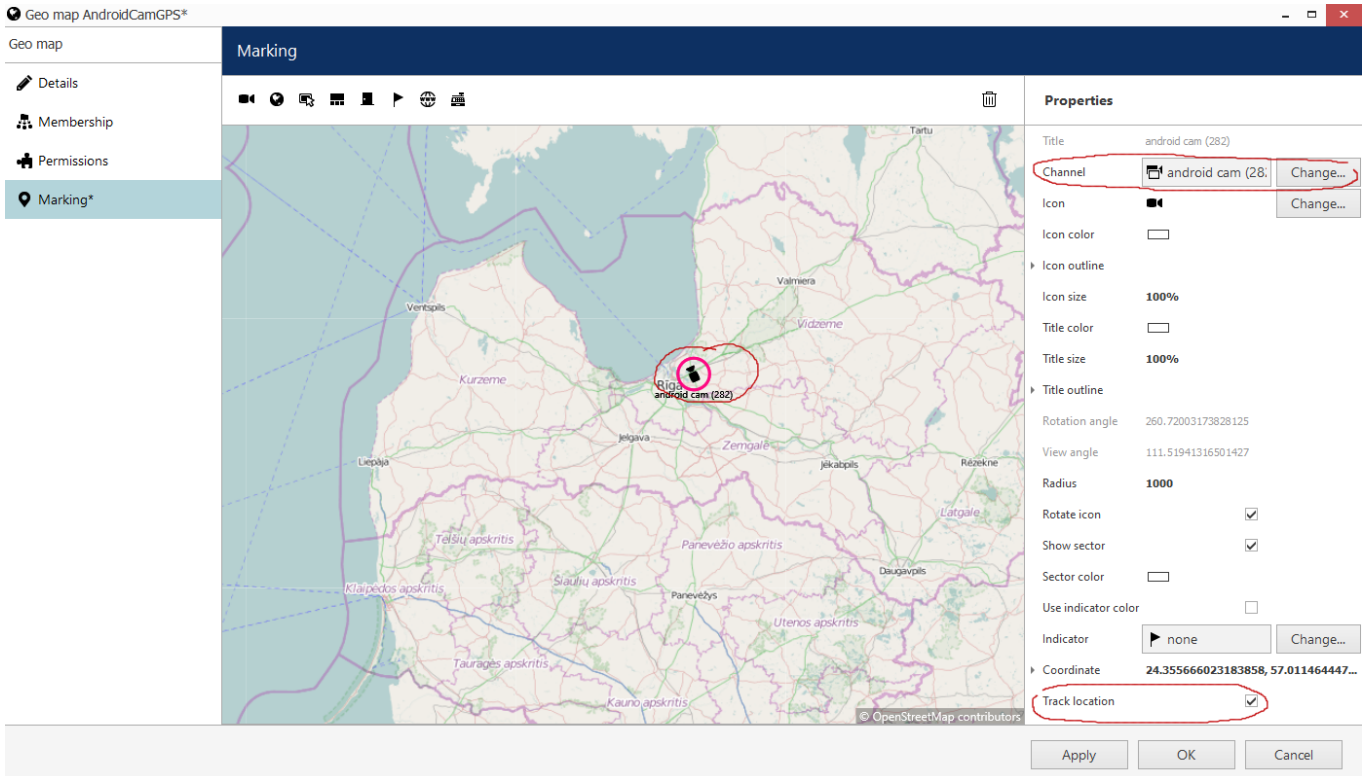 Geo map AndroidCamGPS*
Geo map
Details
Membership
Permissions
Marking*
Marking
Tartu
Valmiera
Ventspils
Vidzeme
Kurzeme
Rīga
android cam (282)
Jelgava
Zemgale
Jēkabpils
Rēzekne
Liepāja
Latgale
Telšių apskritis
Panevėžio apskritis
Daugavpils
Šiaulių apskritis
Klaipėdos apskritis
Panevėžys
Utenos apskritis
Tauragės apskritis
Kauno apskritis
© OpenStreetMap contributors
Properties
Title android cam (282)
Channel android cam (28 Change...
Icon Change...
Icon color
Icon outline
Icon size 100%
Title color
Title size 100%
Title outline
Rotation angle 260.72003173828125
View angle 111.51941316501427
Radius 1000
Rotate icon
Show sector
Sector color
Use indicator color
Indicator none Change...
Coordinate 24.355666023183858, 57.011464447...
Track location
Apply OK Cancel